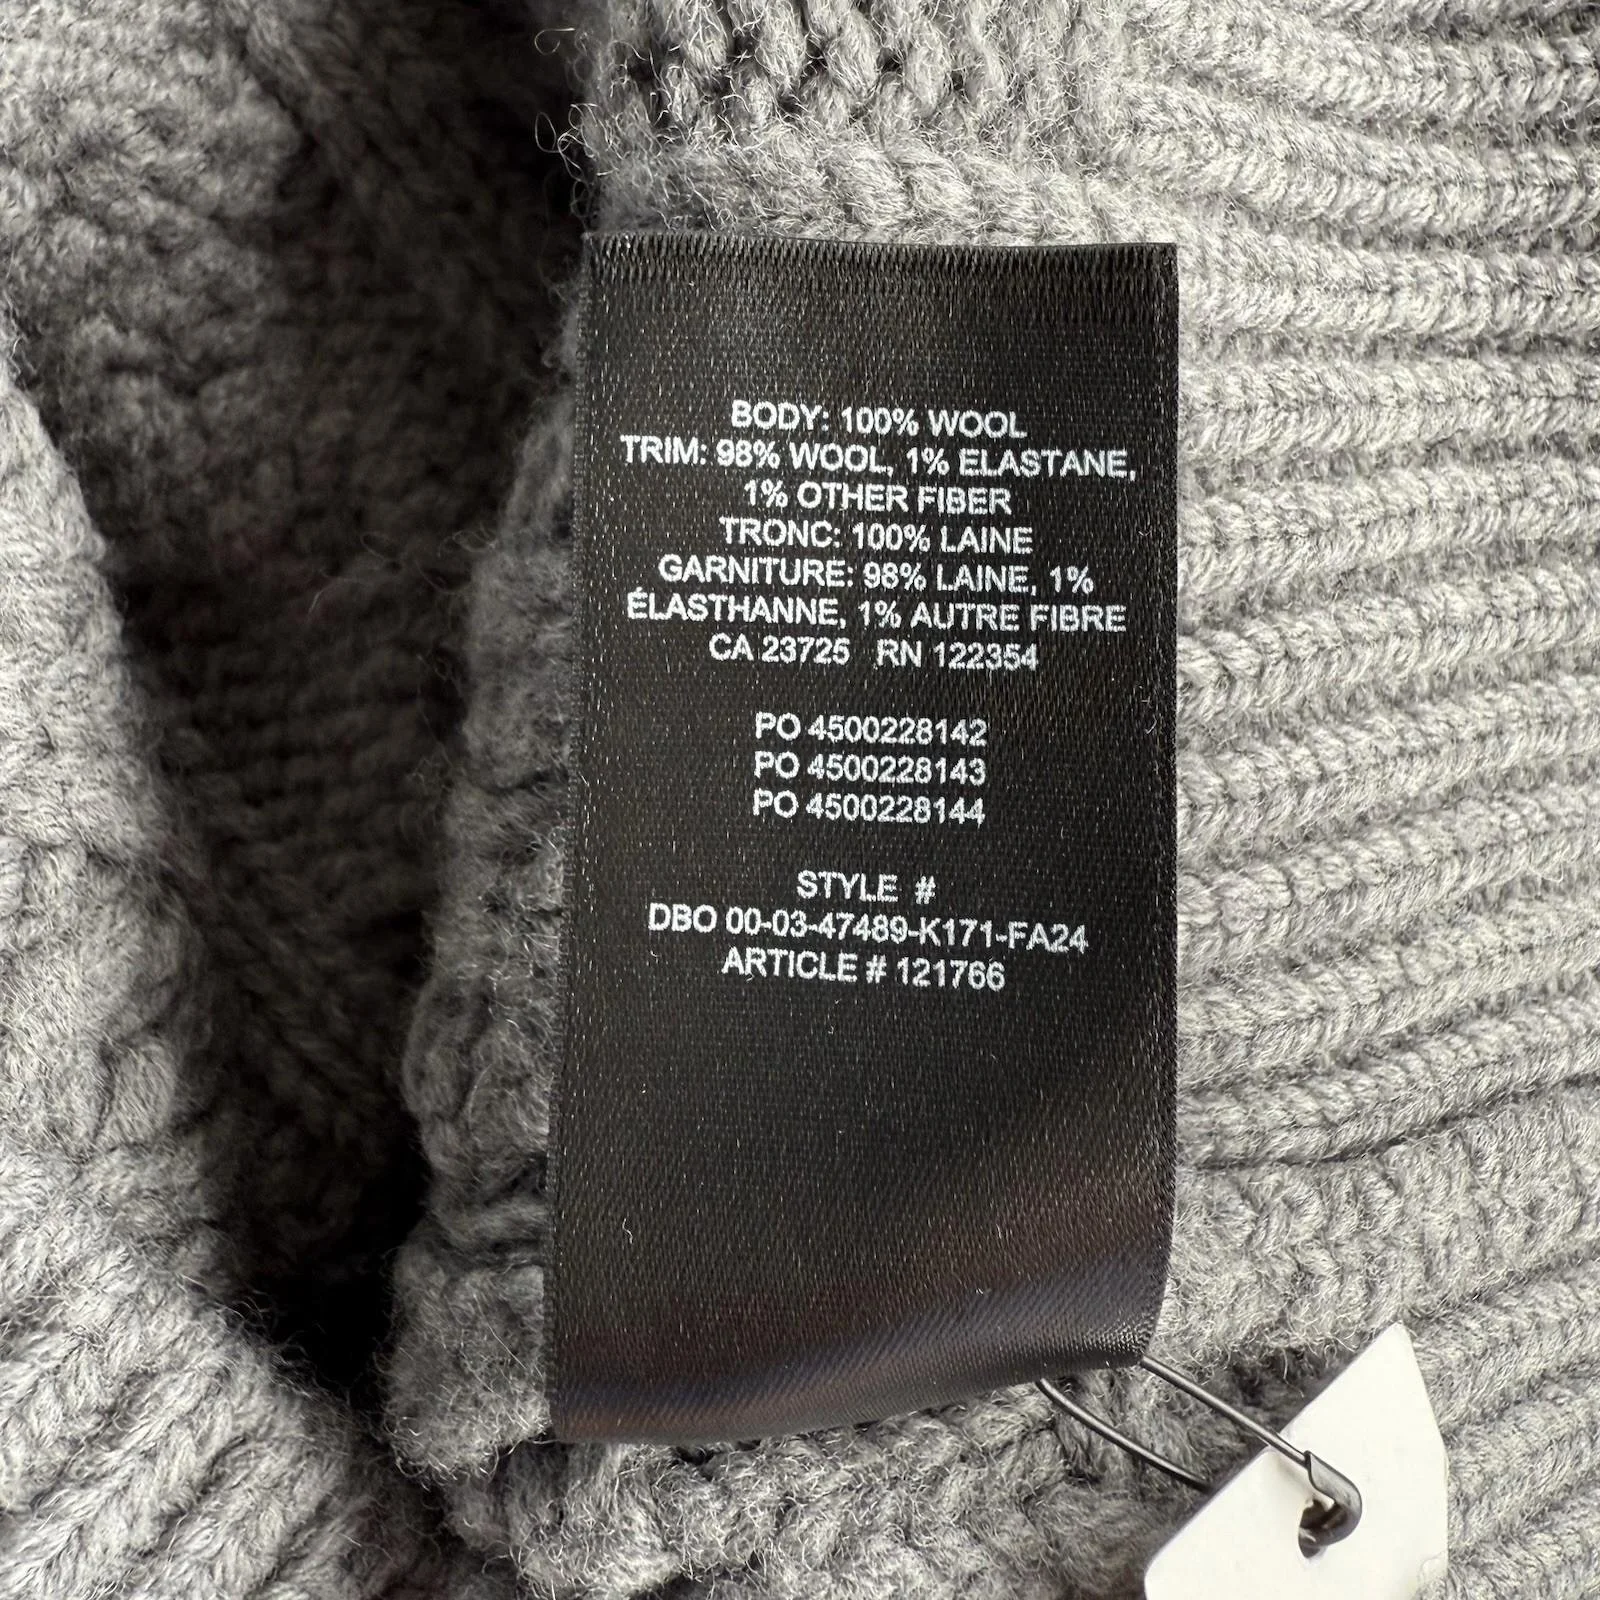 BODY: 100% WOOL
TRIM: 98% WOOL, 1% ELASTANE,
1% OTHER FIBER
TRONC: 100% LAINE
GARNITURE: 98% LAINE, 1%
ÉLASTHANNE, 1% AUTRE FIBRE
CA 23725 RN 122354
PO 4500228142
PO 4500228143
PO 4500228144
STYLE #
DBO 00-03-47489-K171-FA24
ARTICLE # 121766